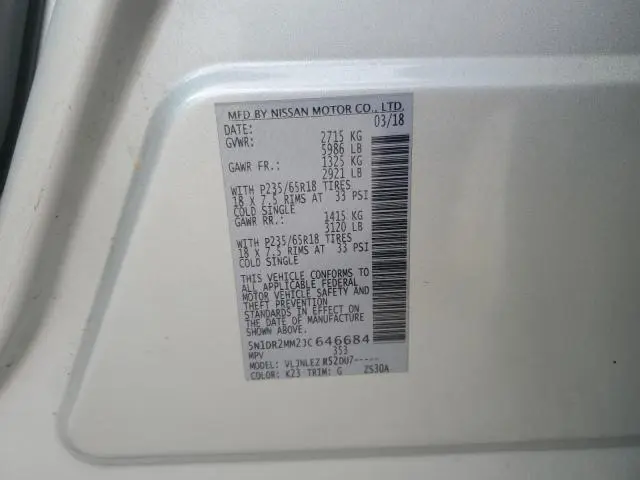 MFD BY NISSAN MOTOR CO., LTD.
DATE: 03/18
GVWR: 2715 KG
5986 LB
GAWR FR.: 1325 KG
2921 LB
WITH P235/65R18 TIRES
18 X 7.5 RIMS AT 33 PSI
COLD SINGLE
GAWR RR.: 1415 KG
3120 LB
WITH P235/65R18 TIRES
18 X 7.5 RIMS AT 33 PSI
COLD SINGLE
THIS VEHICLE CONFORMS TO
ALL APPLICABLE FEDERAL
MOTOR VEHICLE SAFETY AND
THEFT PREVENTION
STANDARDS IN EFFECT ON
THE DATE OF MANUFACTURE
SHOWN ABOVE.
5N1DR2MM2JC646684
MPV 353
MODEL: VLJNLEZ R52DU7-----
COLOR: K23 TRIM: G ZS30A